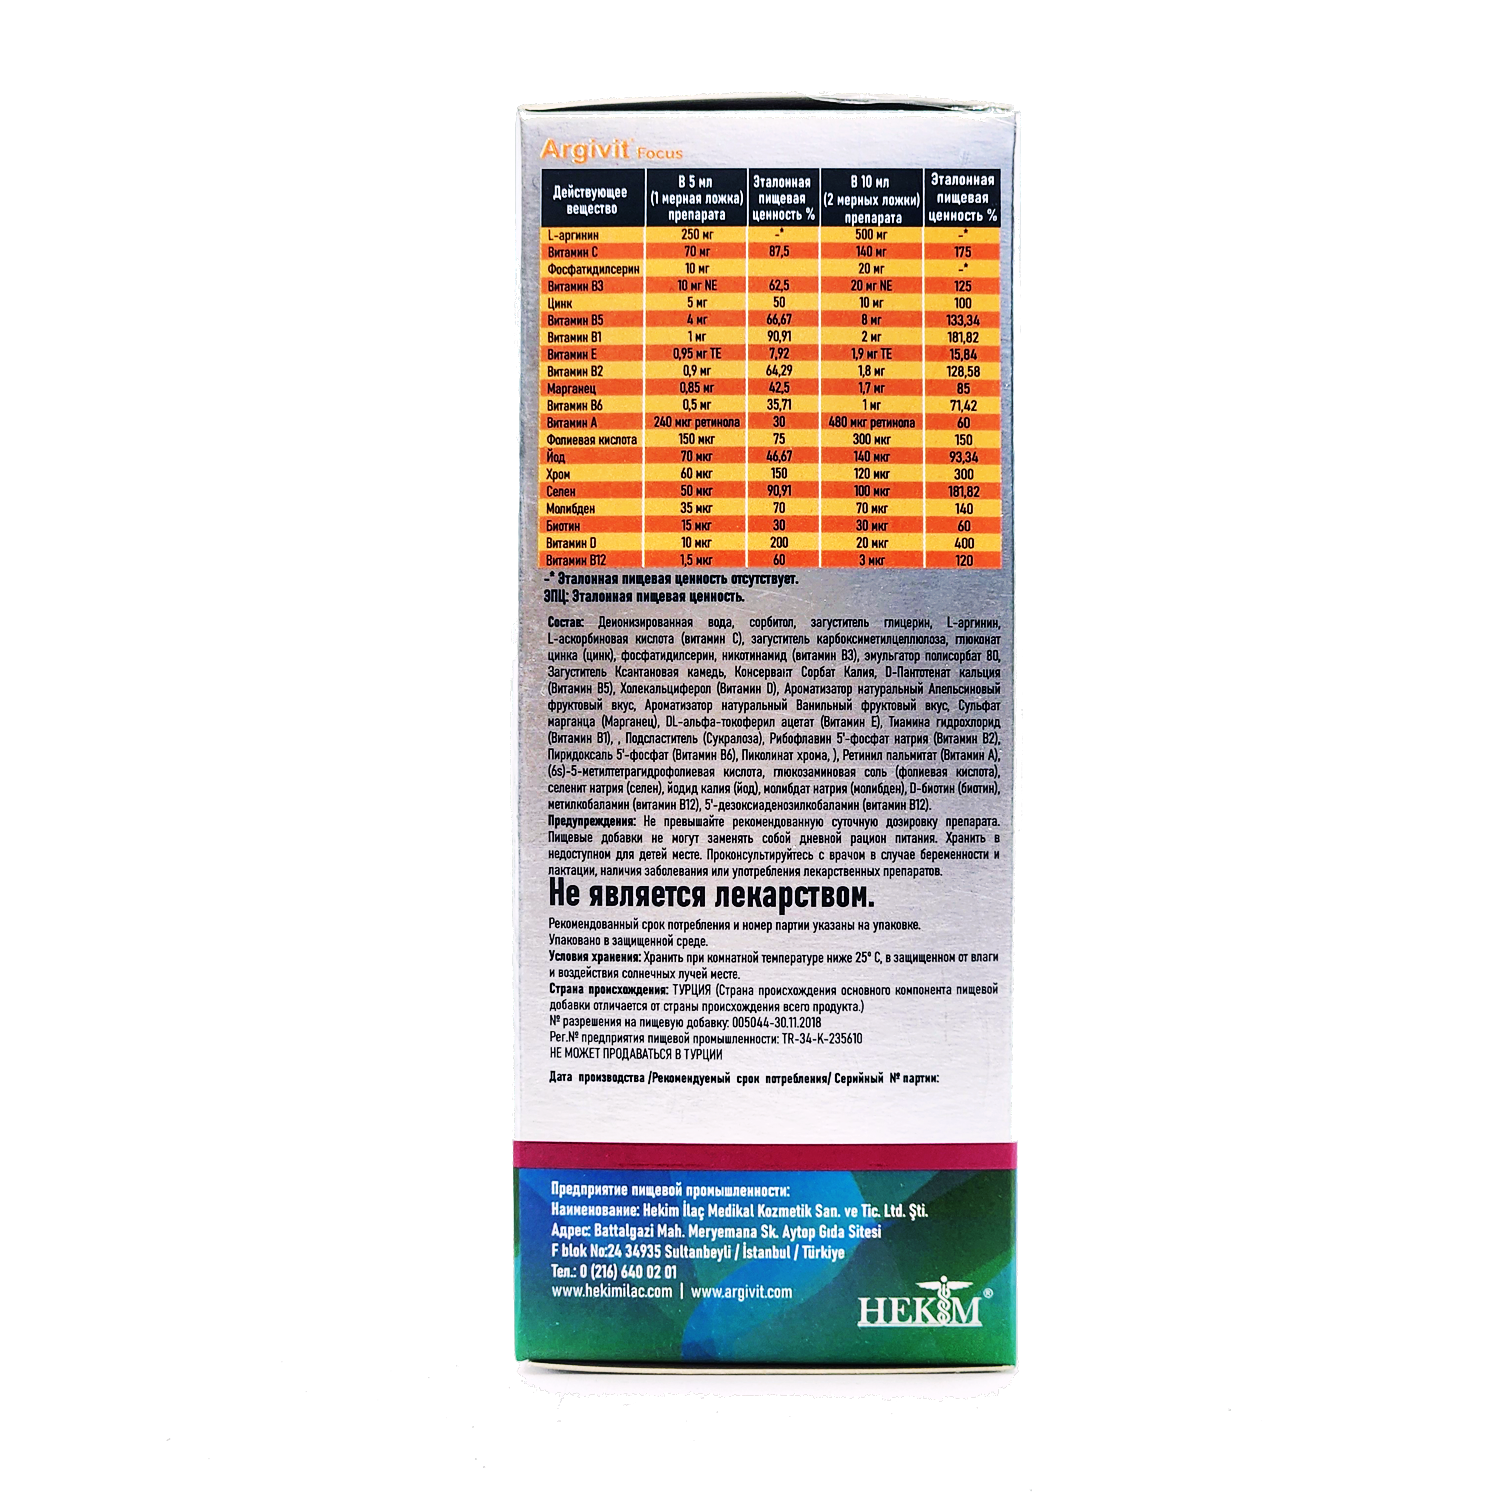 Argivit Focus
Действующее вещество | В 5 мл (1 мерная ложка) препарата | Эталонная пищевая ценность % | В 10 мл (2 мерных ложки) препарата | Эталонная пищевая ценность %
L-аргинин 250 мг -* 500 мг -*
Витамин C 70 мг 87,5 140 мг 175
Фосфатидилсерин 10 мг 20 мг -*
Витамин B3 10 мг NE 62,5 20 мг NE 125
Цинк 5 мг 50 10 мг 100
Витамин B5 4 мг 66,67 8 мг 133,34
Витамин B1 1 мг 90,91 2 мг 181,82
Витамин E 0,95 мг TE 7,92 1,9 мг TE 15,84
Витамин B2 0,9 мг 64,29 1,8 мг 128,58
Марганец 0,85 мг 42,5 1,7 мг 85
Витамин B6 0,5 мг 35,71 1 мг 71,42
Витамин A 240 мкг ретинола 30 480 мкг ретинола 60
Фолиевая кислота 150 мкг 75 300 мкг 150
Йод 70 мкг 46,67 140 мкг 93,34
Хром 60 мкг 150 120 мкг 300
Селен 50 мкг 90,91 100 мкг 181,82
Молибден 35 мкг 70 70 мкг 140
Биотин 15 мкг 30 30 мкг 60
Витамин D 10 мкг 200 20 мкг 400
Витамин B12 1,5 мкг 60 3 мкг 120
-* Эталонная пищевая ценность отсутствует.
ЭПЦ: Эталонная пищевая ценность.
Состав: Деионизированная вода, сорбитол, загуститель глицерин, L-аргинин,
L-аскорбиновая кислота (витамин C), загуститель карбоксиметилцеллюлоза, глюконат
цинка (цинк), фосфатидилсерин, никотинамид (витамин B3), эмульгатор полисорбат 80,
Загуститель Ксантановая камедь, Консервант Сорбат Калия, D-Пантотенат кальция
(Витамин B5), Холекальциферол (Витамин D), Ароматизатор натуральный Апельсиновый
фруктовый вкус, Ароматизатор натуральный Ванильный фруктовый вкус, Сульфат
марганца (Марганец), DL-альфа-токоферил ацетат (Витамин E), Тиамина гидрохлорид
(Витамин B1), , Подсластитель (Сукралоза), Рибофлавин 5'-фосфат натрия (Витамин B2),
Пиридоксаль 5'-фосфат (Витамин B6), Пиколинат хрома, ), Ретинил пальмитат (Витамин A),
(6s)-5-метилтетрагидрофолиевая кислота, глюкозаминовая соль (фолиевая кислота),
селенит натрия (селен), йодид калия (йод), молибдат натрия (молибден), D-биотин (биотин),
метилкобаламин (витамин B12), 5'-дезоксиаденозилкобаламин (витамин B12).
Предупреждения: Не превышайте рекомендованную суточную дозировку препарата.
Пищевые добавки не могут заменять собой дневной рацион питания. Хранить в
недоступном для детей месте. Проконсультируйтесь с врачом в случае беременности и
лактации, наличия заболевания или употребления лекарственных препаратов.
Не является лекарством.
Рекомендованный срок потребления и номер партии указаны на упаковке.
Упаковано в защищенной среде.
Условия хранения: Хранить при комнатной температуре ниже 25° C, в защищенном от влаги
и воздействия солнечных лучей месте.
Страна происхождения: ТУРЦИЯ (Страна происхождения основного компонента пищевой
добавки отличается от страны происхождения всего продукта.)
№ разрешения на пищевую добавку: 005044-30.11.2018
Рег.№ предприятия пищевой промышленности: TR-34-K-235610
НЕ МОЖЕТ ПРОДАВАТЬСЯ В ТУРЦИИ
Дата производства /Рекомендуемый срок потребления/ Серийный № партии:
Предприятие пищевой промышленности:
Наименование: Hekim İlaç Medikal Kozmetik San. ve Tic. Ltd. Şti.
Адрес: Battalgazi Mah. Meryemana Sk. Aytop Gıda Sitesi
F blok No:24 34935 Sultanbeyli / İstanbul / Türkiye
Тел.: 0 (216) 640 02 01
www.hekimilac.com | www.argivit.com
HEKİM®